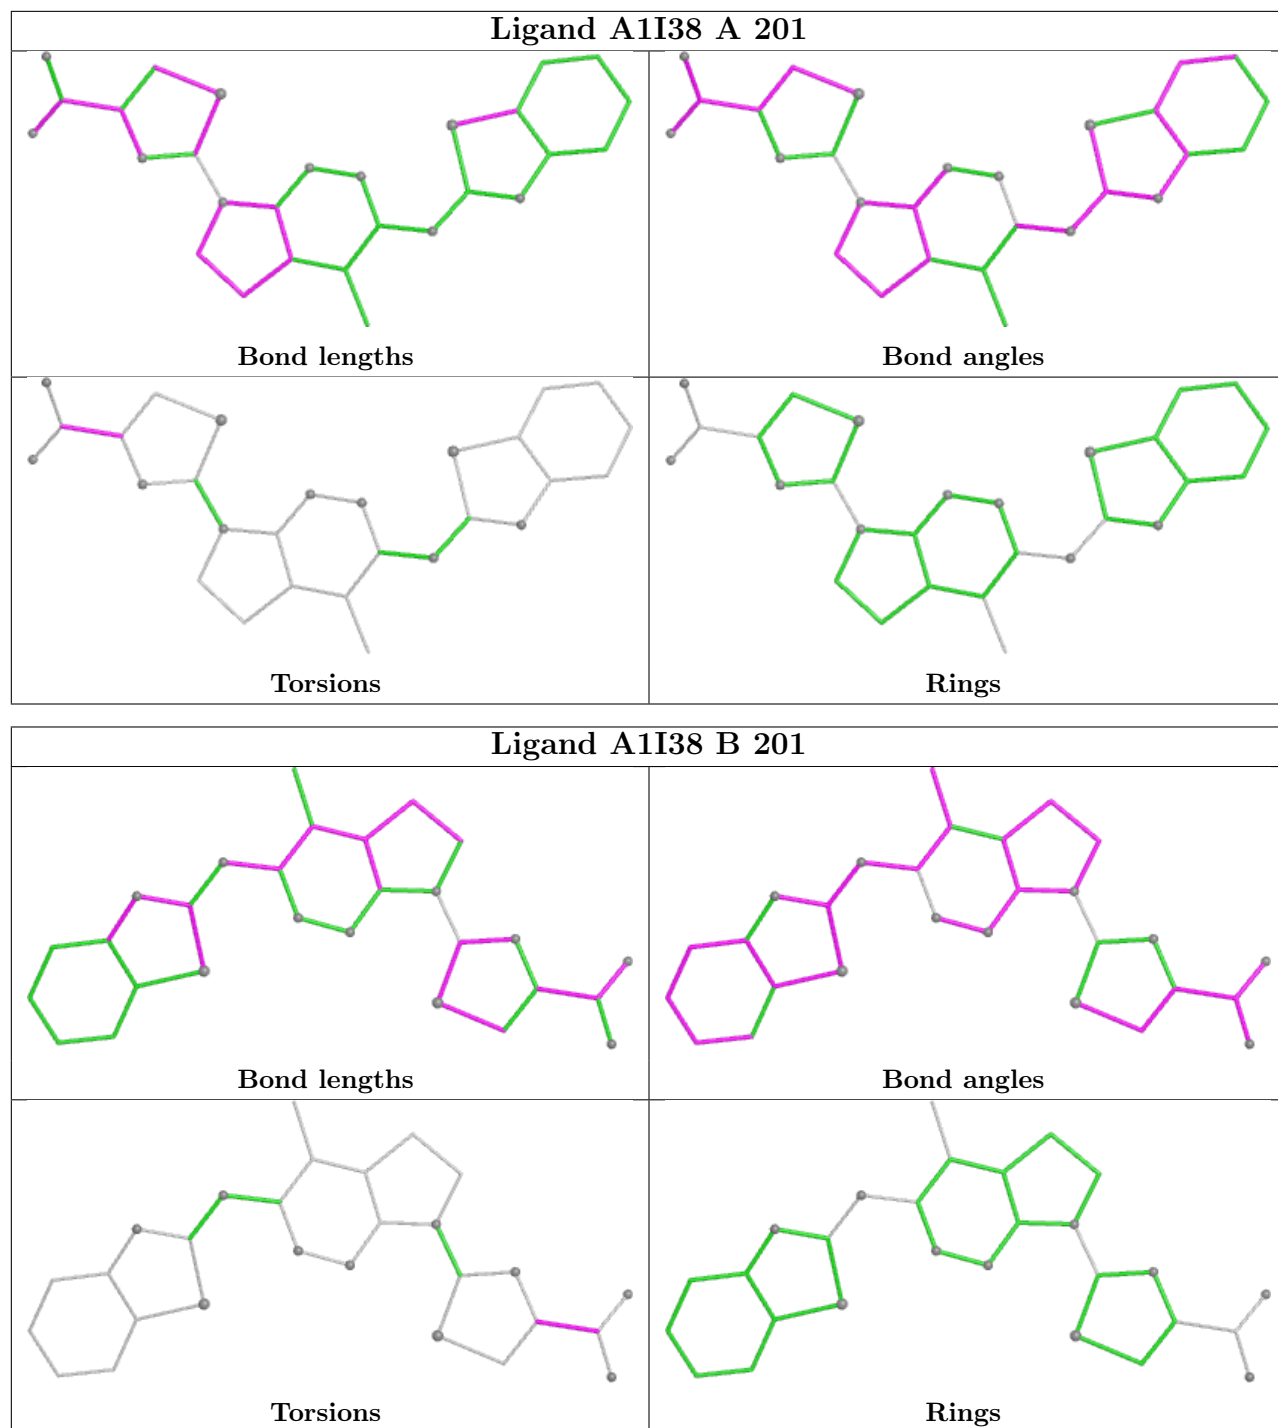 Ligand A1I38 A 201
Bond lengths
Bond angles
Torsions
Rings
Ligand A1I38 B 201
Bond lengths
Bond angles
Torsions
Rings